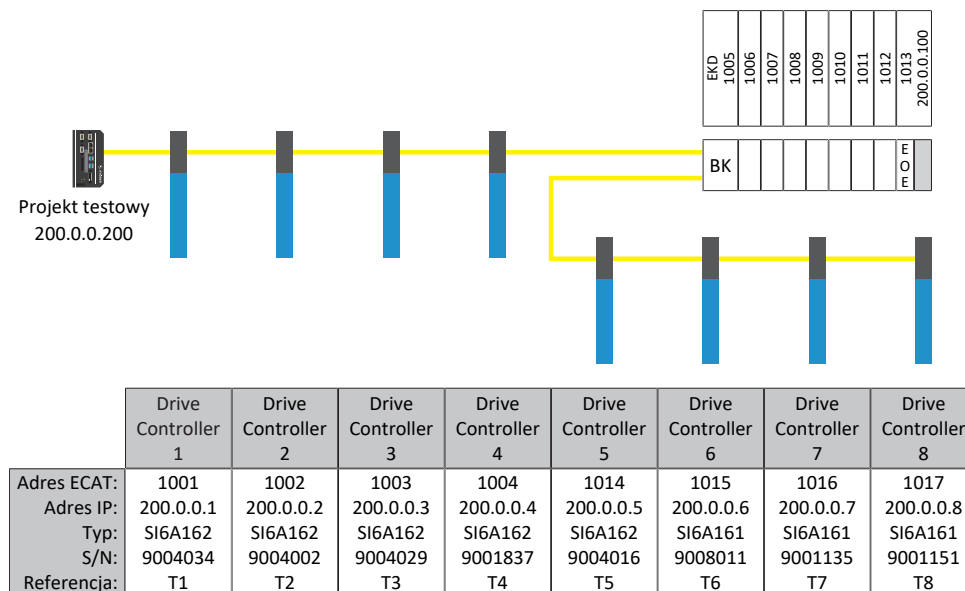 EKD
1005
1006
1007
1008
1009
1010
1011
1012
1013
200.0.0.100
BK
E
O
E
Projekt testowy
200.0.0.200
Drive Controller 1
Drive Controller 2
Drive Controller 3
Drive Controller 4
Drive Controller 5
Drive Controller 6
Drive Controller 7
Drive Controller 8
Adres ECAT: 1001 1002 1003 1004 1014 1015 1016 1017
Adres IP: 200.0.0.1 200.0.0.2 200.0.0.3 200.0.0.4 200.0.0.5 200.0.0.6 200.0.0.7 200.0.0.8
Typ: SI6A162 SI6A162 SI6A162 SI6A162 SI6A162 SI6A161 SI6A161 SI6A161
S/N: 9004034 9004002 9004029 9001837 9004016 9008011 9001135 9001151
Referencja: T1 T2 T3 T4 T5 T6 T7 T8